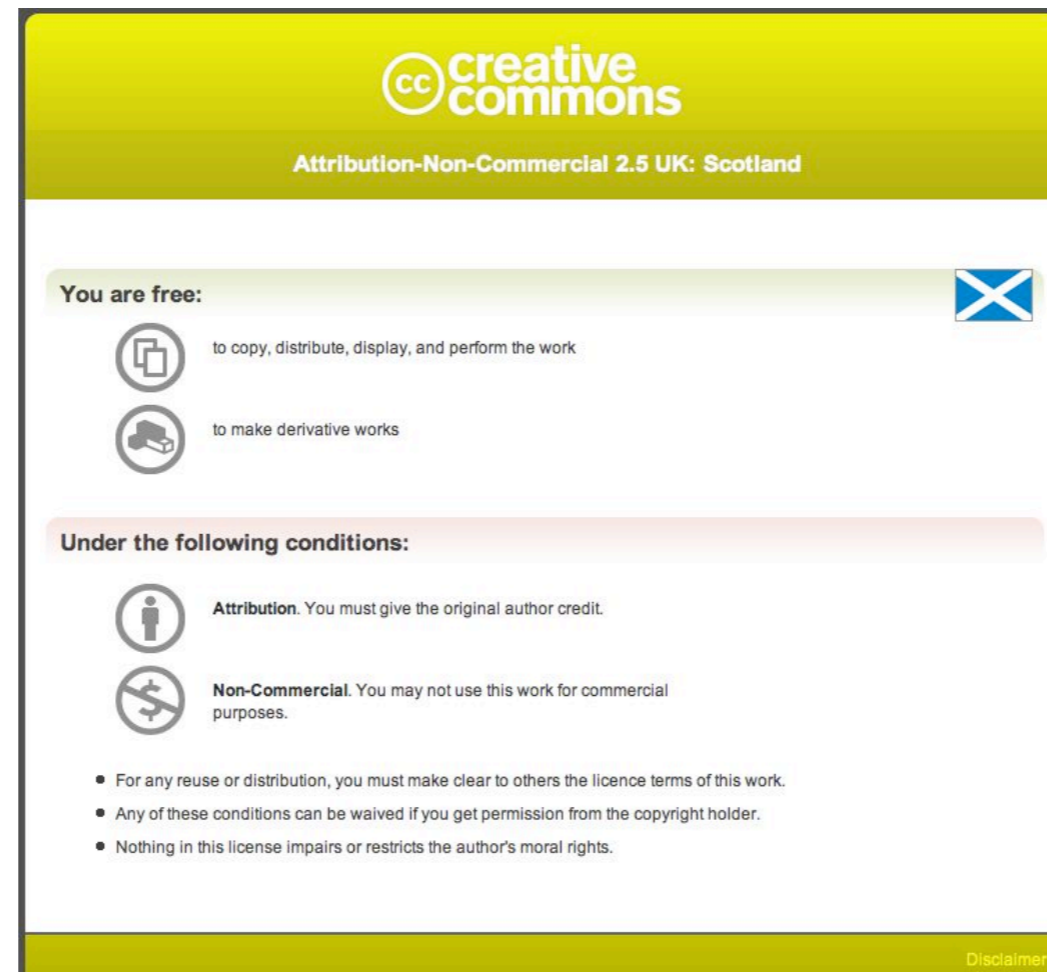 cc creative
commons
Attribution-Non-Commercial 2.5 UK: Scotland
You are free:
to copy, distribute, display, and perform the work
to make derivative works
Under the following conditions:
Attribution. You must give the original author credit.
$
Non-Commercial. You may not use this work for commercial
purposes.
• For any reuse or distribution, you must make clear to others the licence terms of this work.
• Any of these conditions can be waived if you get permission from the copyright holder.
• Nothing in this license impairs or restricts the author's moral rights.
Disclaimer